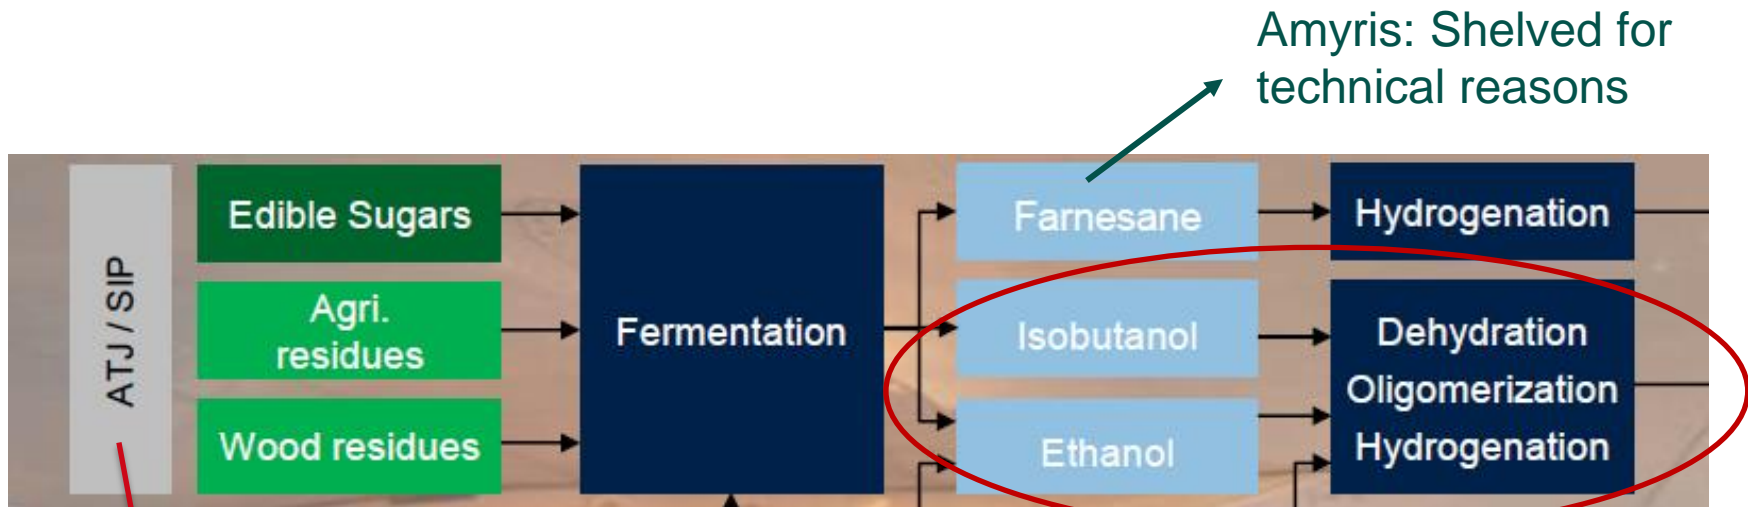 Amyris: Shelved for
technical reasons
ATJ / SIP
Edible Sugars
Agri.
residues
Wood residues
Fermentation
Farnesane
Isobutanol
Ethanol
Hydrogenation
Dehydration
Oligomerization
Hydrogenation